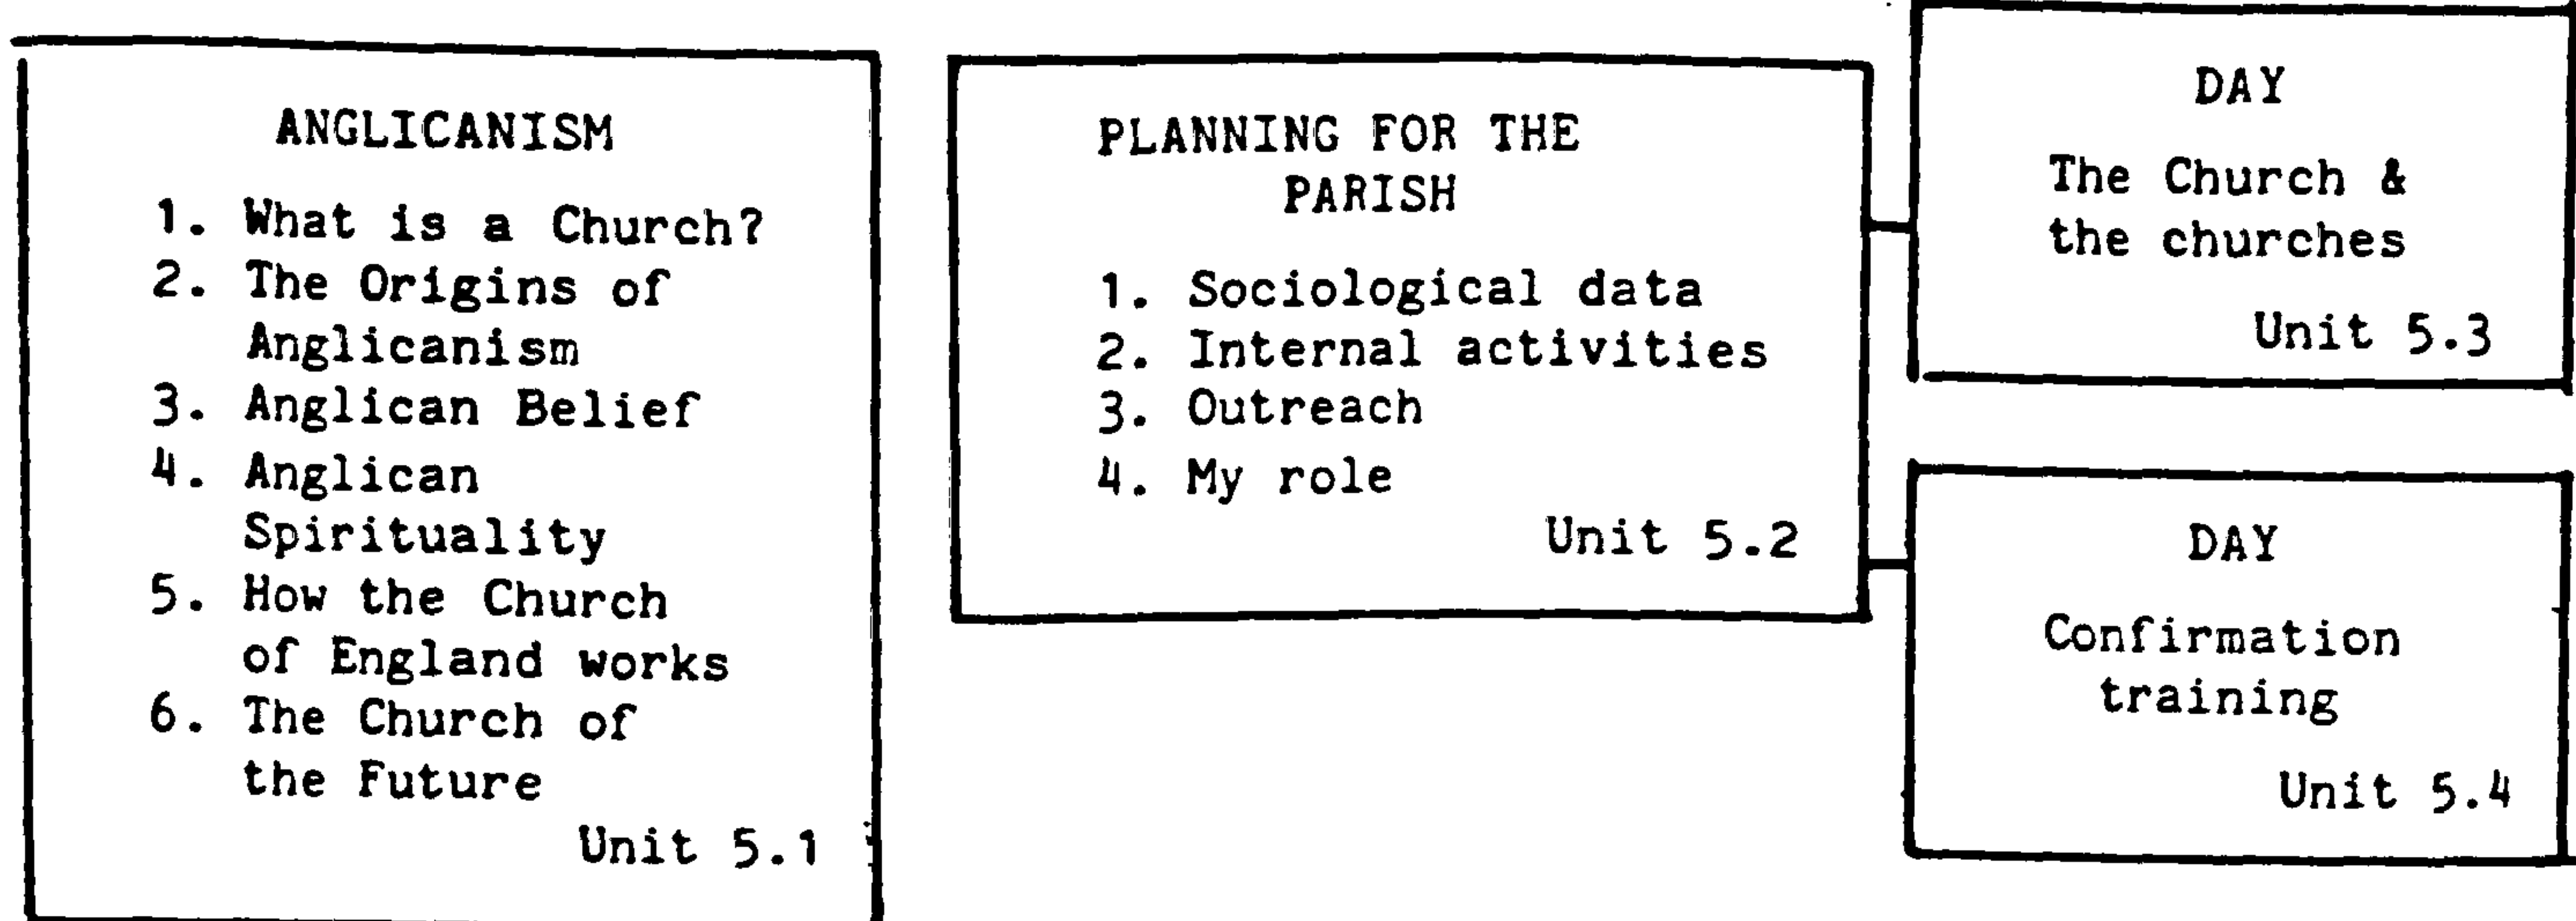 ANGLICANISM
1. What is a Church?
2. The Origins of
Anglicanism
3. Anglican Belief
4. Anglican
Spirituality
5. How the Church
of England works
6. The Church of
the Future
Unit 5.1
PLANNING FOR THE
PARISH
1. Sociological data
2. Internal activities
3. Outreach
4. My role
Unit 5.2
DAY
The Church &
the churches
Unit 5.3
DAY
Confirmation
training
Unit 5.4